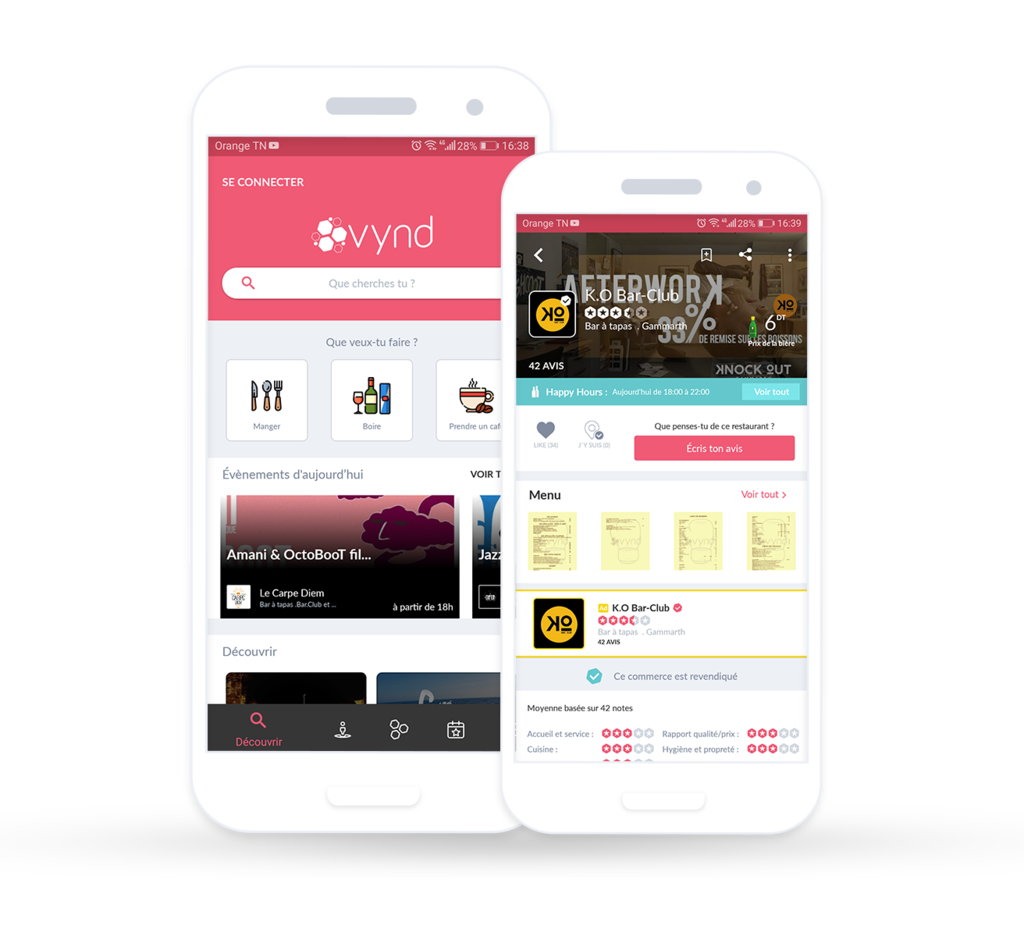 Orange TN
28% 16:38
SE CONNECTER
vynd
Que cherches tu ?
Que veux-tu faire ?
Manger
Boire
Prendre un caf
Évènements d'aujourd'hui
VOIR T
Amani & OctoBooT fil...
Le Carpe Diem
Bar à tapas .Bar.Club et ...
à partir de 18h
Jazz
Découvrir
Découvrir
Orange TN
28% 16:39
AFTERWORK
33%
DE REMISE SUR LES BOISSONS
KNOCK OUT
K.O Bar-Club
Bar à tapas . Gammarth
KO
KO
6 DT
Prix de la bière
42 AVIS
Happy Hours : Aujourd'hui de 18:00 à 22:00
Voir tout
LIKE (34)
J'Y SUIS (0)
Que penses-tu de ce restaurant ?
Écris ton avis
Menu
Voir tout >
KO
Ad K.O Bar-Club
Bar à tapas . Gammarth
42 AVIS
Ce commerce est revendiqué
Moyenne basée sur 42 notes
Accueil et service :
Rapport qualité/prix :
Cuisine :
Hygiène et propreté :